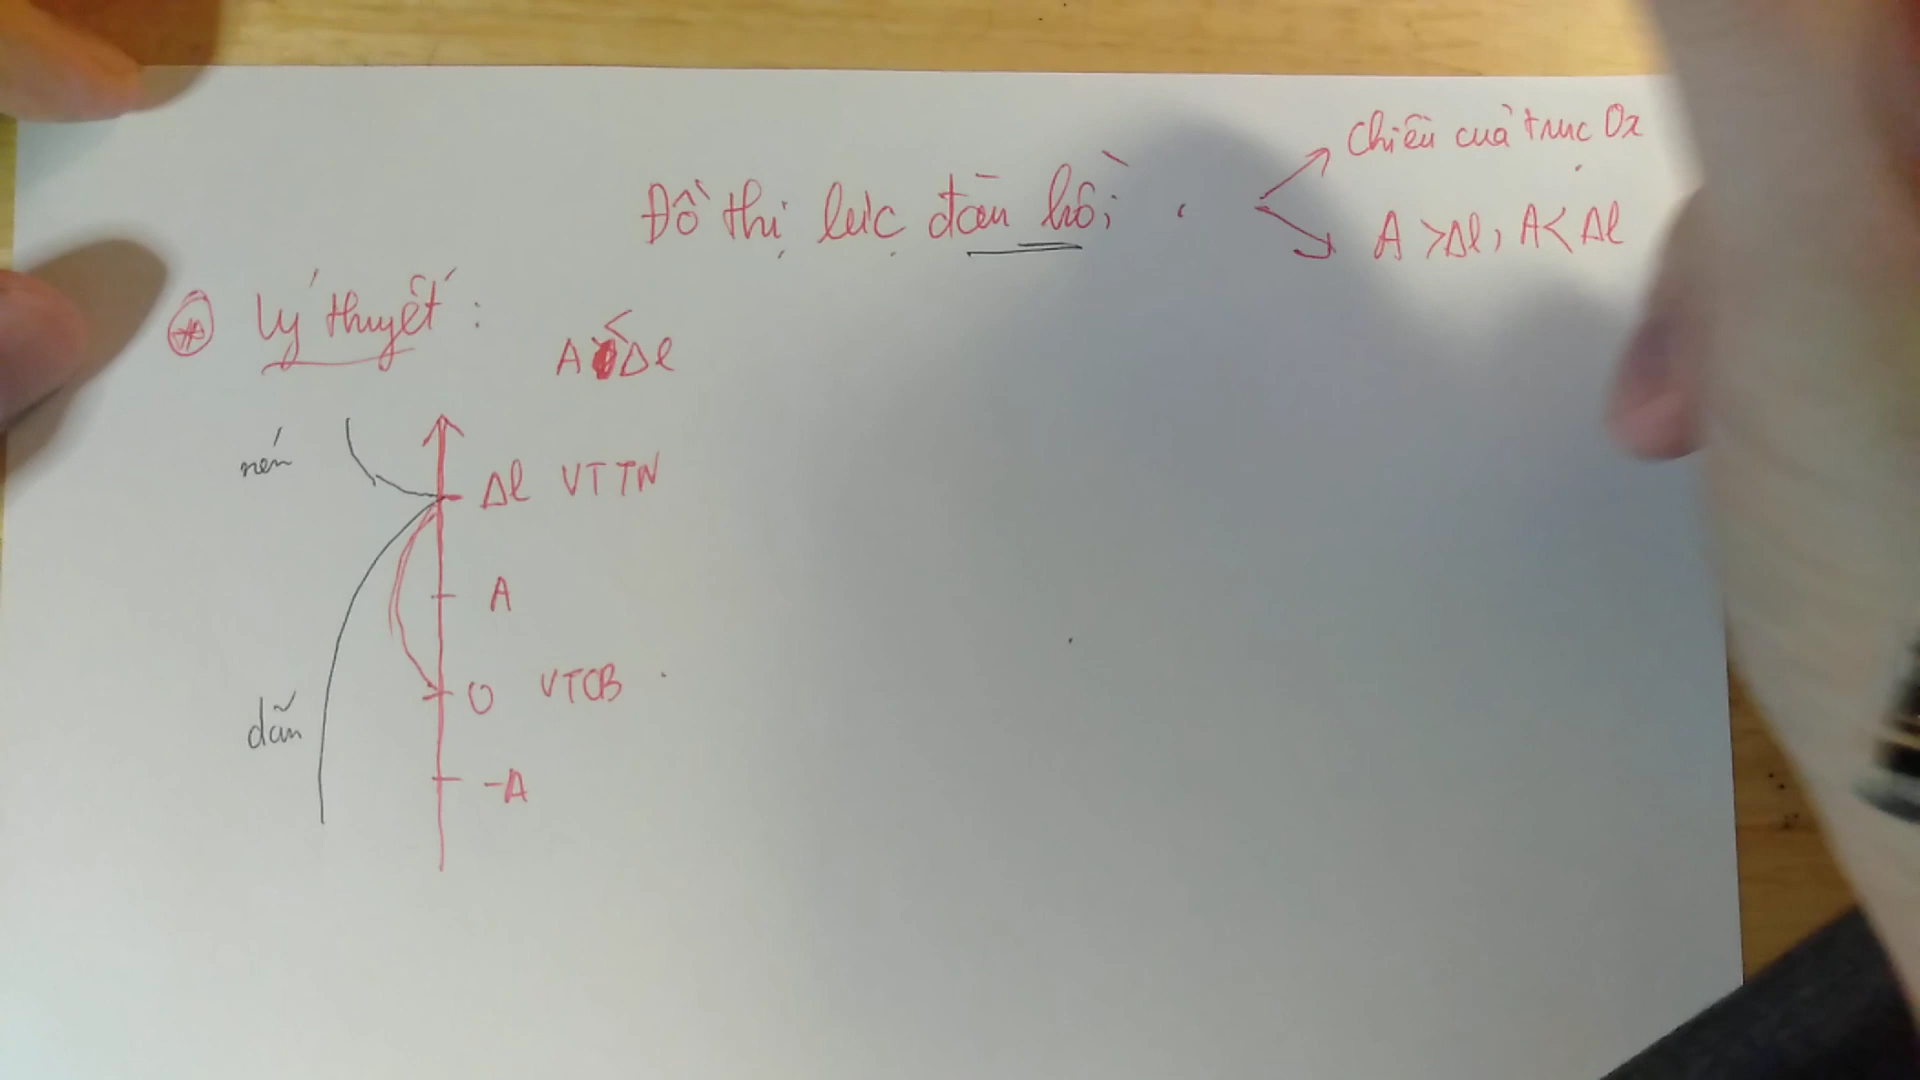 Chiều của trục Ox
Đồ thị lực đàn hồi.
A > Δl, A < Δl
* Lý thuyết:
A < Δl
nén
Δl VTTN
A
O VTCB
dãn
-A